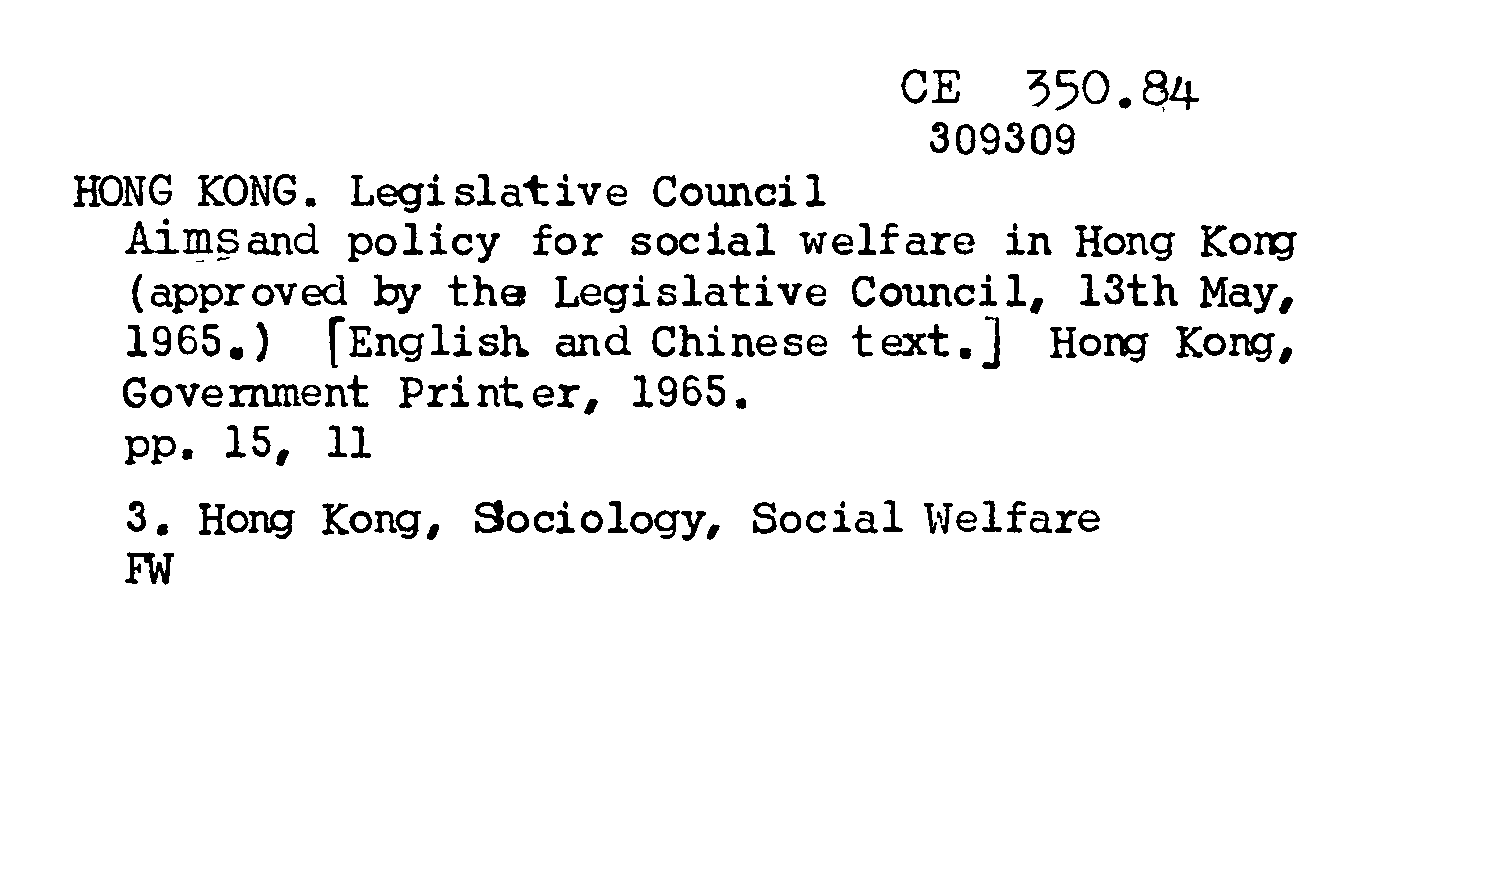 CE 350.84
309309
HONG KONG. Legislative Council
Aims and policy for social welfare in Hong Kong
(approved by the Legislative Council, 13th May,
1965.) [English and Chinese text.] Hong Kong,
Government Printer, 1965.
pp. 15, 11
3. Hong Kong, Sociology, Social Welfare
FW